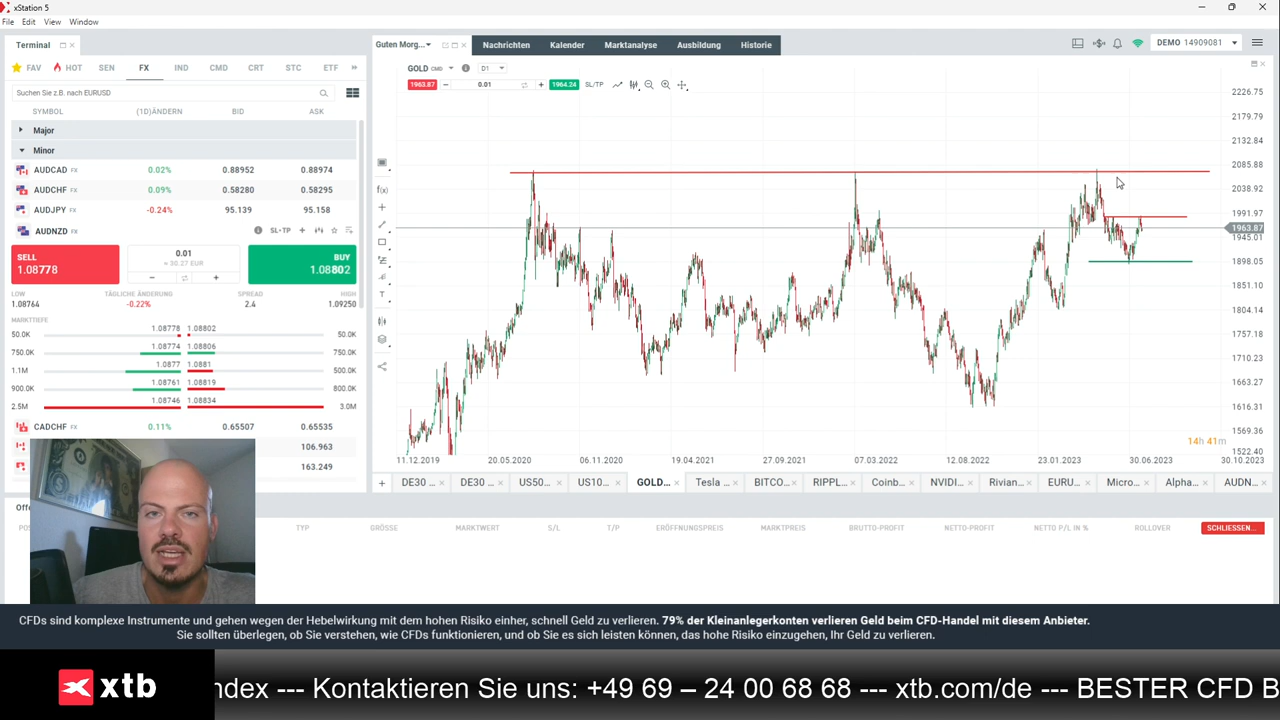 xStation 5
File Edit View Window
Terminal
FAV HOT SEN FX IND CMD CRT STC ETF
Suchen Sie z.B. nach EURUSD
SYMBOL (1D)ÄNDERN BID ASK
Major
Minor
AUDCAD FX 0.02% 0.88952 0.88974
AUDCHF FX 0.09% 0.58280 0.58295
AUDJPY FX -0.24% 95.139 95.158
AUDNZD FX SL-TP
SELL 1.08778
0.01
≈ 30.27 EUR
BUY 1.08802
LOW TÄGLICHE ÄNDERUNG SPREAD HIGH
1.08764 -0.22% 2.4 1.09250
MARKTTIEFE
50.0K 1.08778 1.08802 50.0K
750.0K 1.08774 1.08806 750.0K
1.1M 1.0877 1.0881 500.0K
900.0K 1.08761 1.08819 800.0K
2.5M 1.08746 1.08834 3.0M
CADCHF FX 0.11% 0.65507 0.65535
106.963
163.249
Guten Morg... Nachrichten Kalender Marktanalyse Ausbildung Historie
DEMO 14909081
GOLD CMD D1
1963.87 0.01 1964.24 SL/TP
2226.75
2179.79
2132.84
2085.88
2038.92
1991.97
1963.87
1945.01
1898.05
1851.10
1804.14
1757.18
1710.23
1663.27
1616.31
1569.36
1522.40
14h 41m
11.12.2019 20.05.2020 06.11.2020 19.04.2021 27.09.2021 07.03.2022 12.08.2022 23.01.2023 30.06.2023 30.10.2023
DE30 ... DE30 ... US50... US10... GOLD... Tesla ... BITCO... RIPPL... Coinb... NVIDI... Rivian... EURU... Micro... Alpha... AUDN...
TYP GRÖSSE MARKTWERT S/L T/P ERÖFFNUNGSPREIS MARKTPREIS BRUTTO-PROFIT NETTO-PROFIT NETTO P/L IN % ROLLOVER SCHLIESSEN...
CFDs sind komplexe Instrumente und gehen wegen der Hebelwirkung mit dem hohen Risiko einher, schnell Geld zu verlieren. 79% der Kleinanlegerkonten verlieren Geld beim CFD-Handel mit diesem Anbieter.
Sie sollten überlegen, ob Sie verstehen, wie CFDs funktionieren, und ob Sie es sich leisten können, das hohe Risiko einzugehen, Ihr Geld zu verlieren.
xtb
ndex --- Kontaktieren Sie uns: +49 69 – 24 00 68 68 --- xtb.com/de --- BESTER CFD B